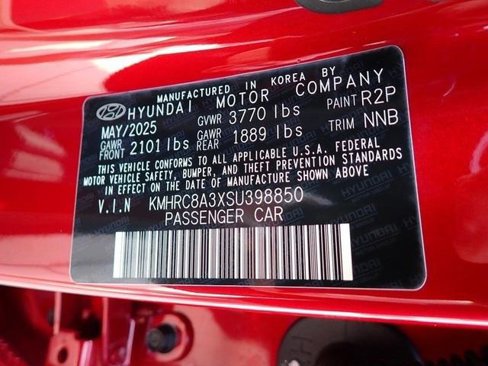 MANUFACTURED IN KOREA BY
HYUNDAI MOTOR COMPANY
MAY/2025 GVWR 3770 lbs PAINT R2P
GAWR FRONT 2101 lbs GAWR REAR 1889 lbs TRIM NNB
THIS VEHICLE CONFORMS TO ALL APPLICABLE U.S.A. FEDERAL
MOTOR VEHICLE SAFETY, BUMPER, AND THEFT PREVENTION STANDARDS
IN EFFECT ON THE DATE OF MANUFACTURE SHOWN ABOVE
V.I.N KMHRC8A3XSU398850
PASSENGER CAR